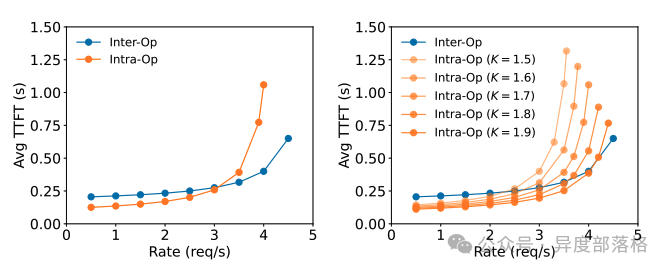 1.50
1.25
1.00
0.75
0.50
0.25
0.00
Avg TTFT (s)
Inter-Op
Intra-Op
0 1 2 3 4 5
Rate (req/s)
1.50
1.25
1.00
0.75
0.50
0.25
0.00
Avg TTFT (s)
Inter-Op
Intra-Op (K = 1.5)
Intra-Op (K = 1.6)
Intra-Op (K = 1.7)
Intra-Op (K = 1.8)
Intra-Op (K = 1.9)
0 1 2 3 4 5
Rate (req/s)
公众号 · 异度部落格